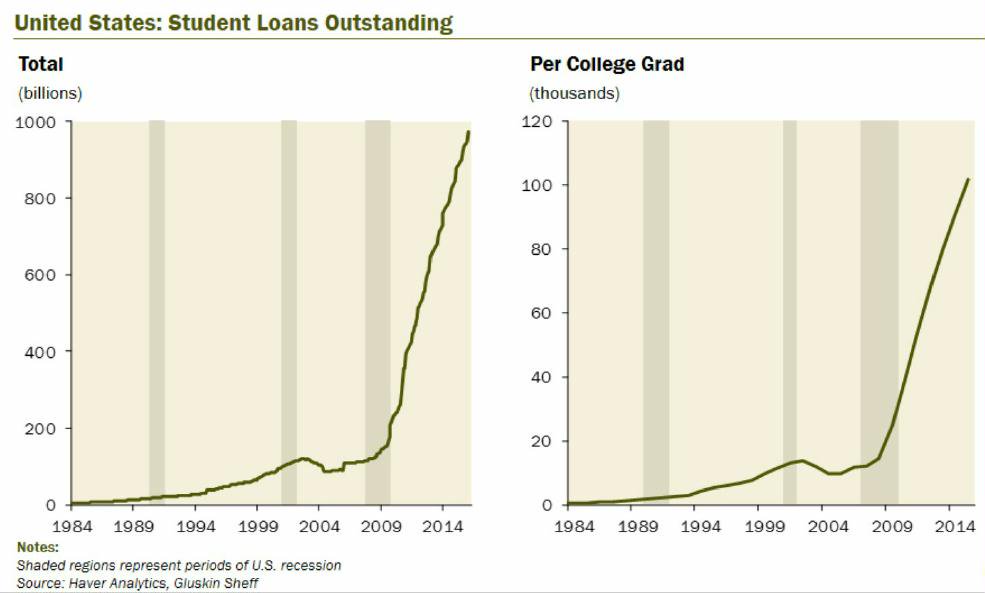 United States: Student Loans Outstanding
Total
(billions)
1000
800
600
400
200
0
1984 1989 1994 1999 2004 2009 2014
Per College Grad
(thousands)
120
100
80
60
40
20
0
1984 1989 1994 1999 2004 2009 2014
Notes:
Shaded regions represent periods of U.S. recession
Source: Haver Analytics, Gluskin Sheff